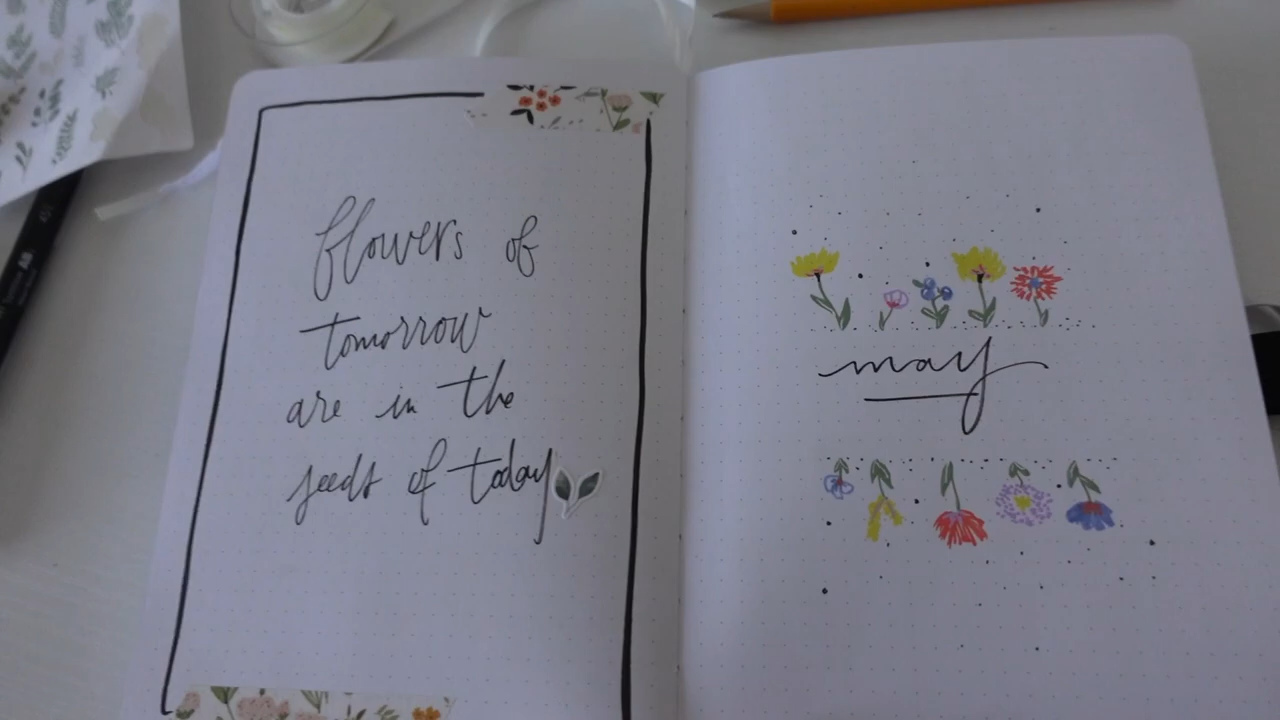 flowers of
tomorrow
are in the
seeds of today
may